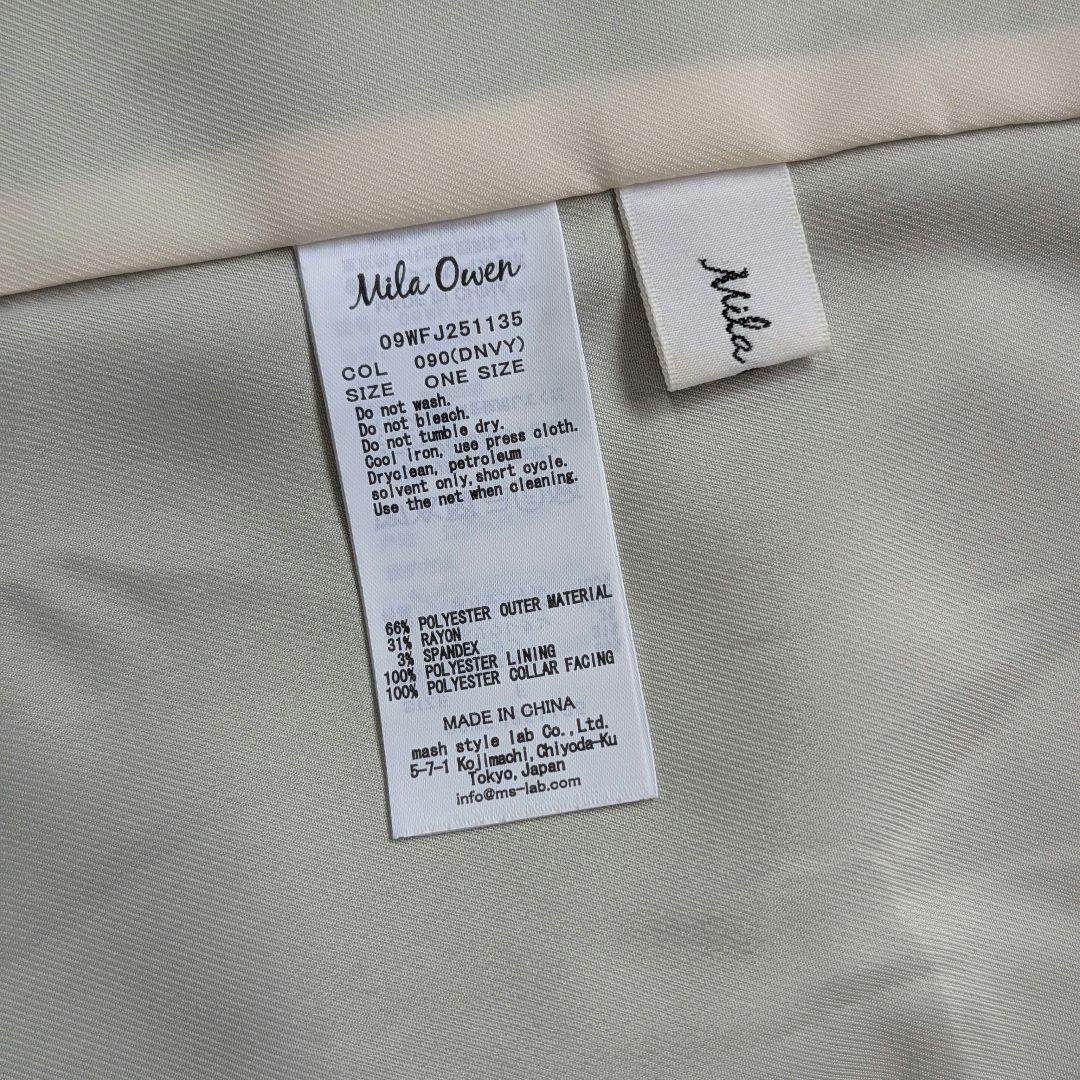 Mila Owen
09WFJ251135
COL 090(DNVY)
SIZE ONE SIZE
Do not wash.
Do not bleach.
Do not tumble dry.
Cool iron, use press cloth.
Dryclean, petroleum
solvent only,short cycle.
Use the net when cleaning.
66% POLYESTER OUTER MATERIAL
31% RAYON
3% SPANDEX
100% POLYESTER LINING
100% POLYESTER COLLAR FACING
MADE IN CHINA
mash style lab Co.,Ltd.
5-7-1 Kojimachi,Chiyoda-Ku
Tokyo,Japan
info@ms-lab.com
Mila